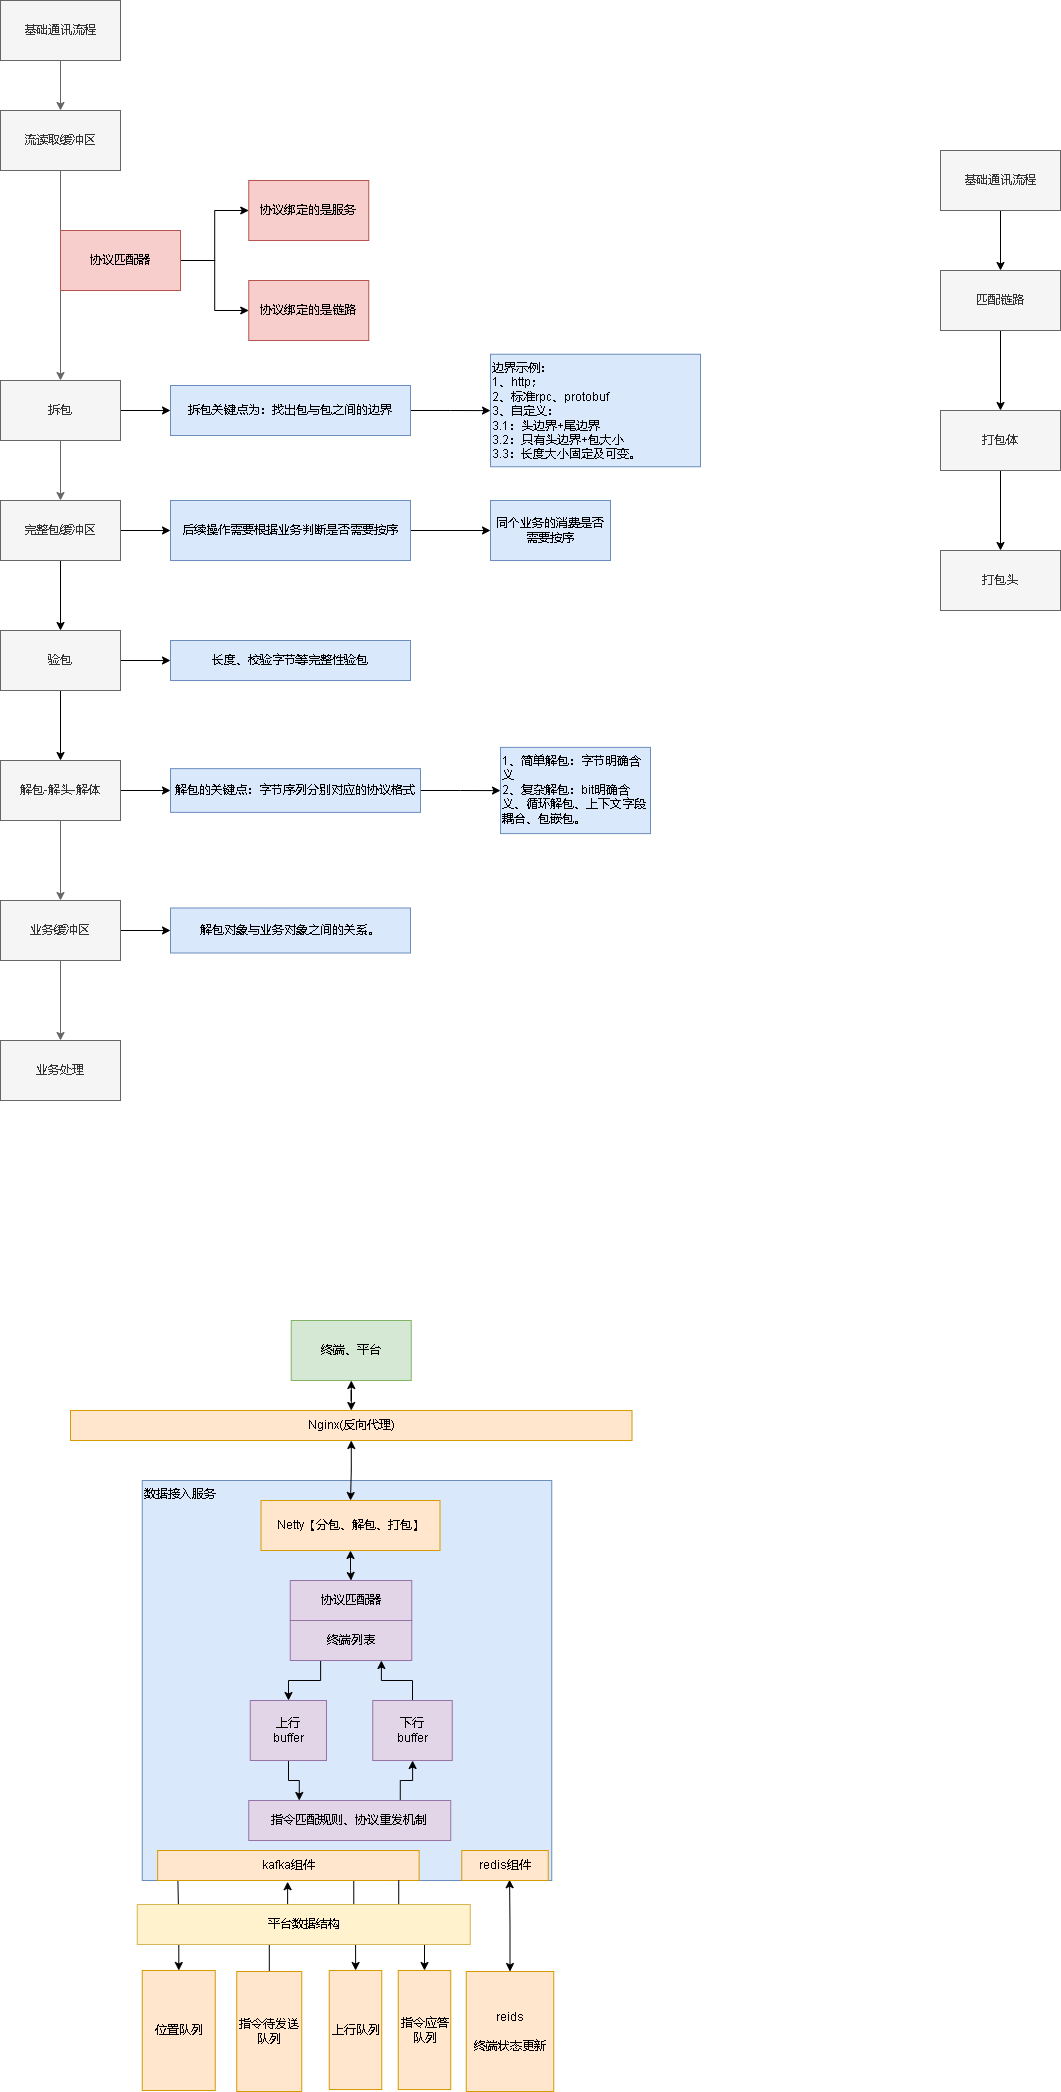 基础通讯流程
流读取缓冲区
协议匹配器
协议绑定的是服务
协议绑定的是链路
拆包
拆包关键点为：找出包与包之间的边界
边界示例：
1、http；
2、标准rpc、protobuf
3、自定义：
3.1：头边界+尾边界
3.2：只有头边界+包大小
3.3：长度大小固定及可变。
完整包缓冲区
后续操作需要根据业务判断是否需要按序
同个业务的消费是否
需要按序
验包
长度、校验字节等完整性验包
解包-解头-解体
解包的关键点：字节序列分别对应的协议格式
1、简单解包：字节明确含
义
2、复杂解包：bit明确含
义、循环解包、上下文字段
耦合、包嵌包。
业务缓冲区
解包对象与业务对象之间的关系。
业务处理
基础通讯流程
匹配链路
打包体
打包头
终端、平台
Nginx(反向代理)
数据接入服务
Netty【分包、解包、打包】
协议匹配器
终端列表
上行
buffer
下行
buffer
指令匹配规则、协议重发机制
kafka组件
redis组件
平台数据结构
位置队列
指令待发送
队列
上行队列
指令应答
队列
reids
终端状态更新